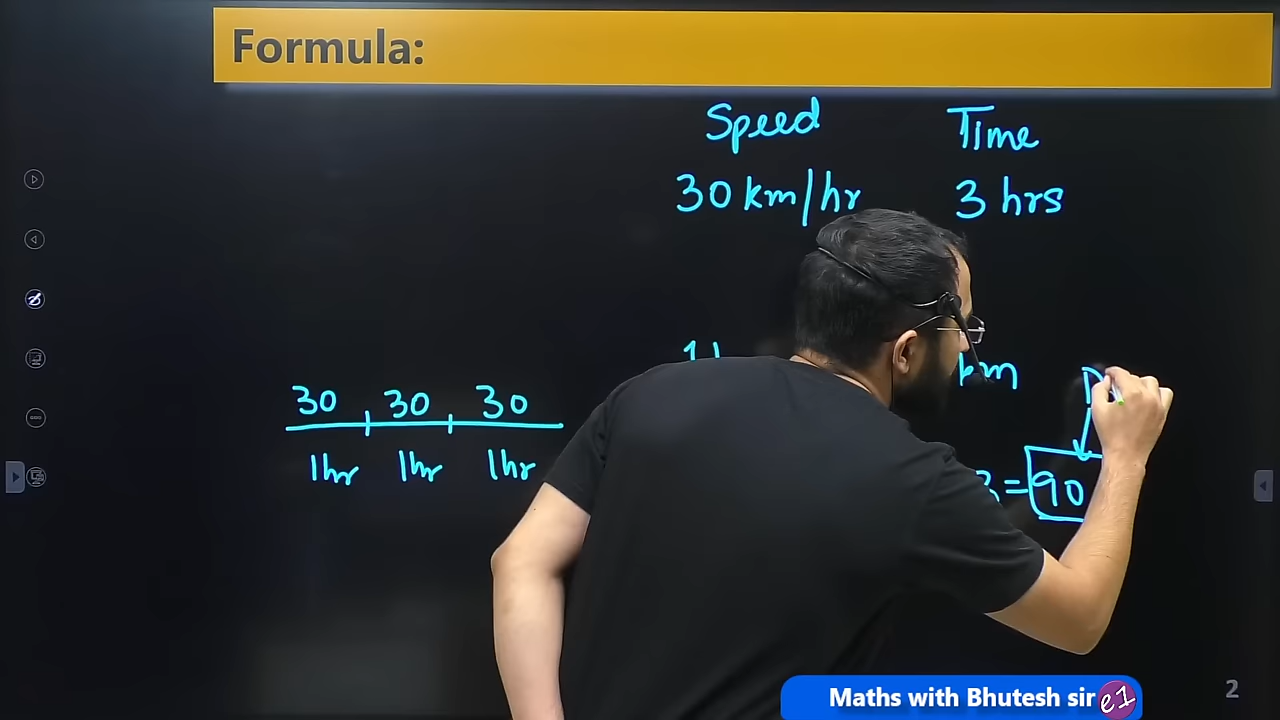 Formula:
Speed Time
30 km/hr 3 hrs
km
30 30 30
1hr 1hr 1hr
= 90
Maths with Bhutesh sir e1
2